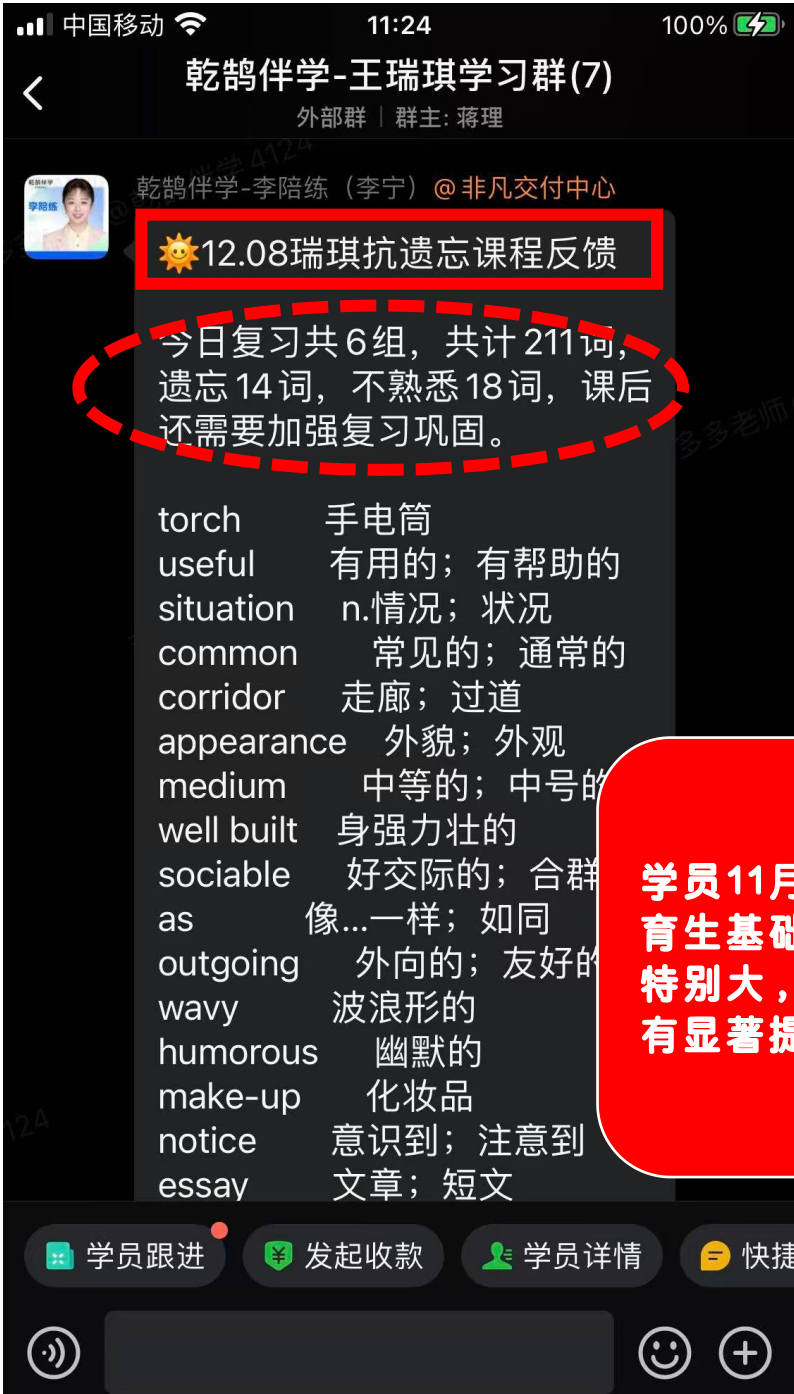 中国移动 11:24 100%
乾鹄伴学-王瑞琪学习群(7)
外部群 | 群主: 蒋理
乾鹄伴学-李陪练（李宁）@非凡交付中心
乾鹄伴学
李陪练
12.08瑞琪抗遗忘课程反馈
今日复习共6组，共计211词，
遗忘14词，不熟悉18词，课后
还需要加强复习巩固。
多多老师
torch 手电筒
useful 有用的；有帮助的
situation n.情况；状况
common 常见的；通常的
corridor 走廊；过道
appearance 外貌；外观
medium 中等的；中号的
well built 身强力壮的
sociable 好交际的；合群
as 像...一样；如同
outgoing 外向的；友好的
wavy 波浪形的
humorous 幽默的
make-up 化妆品
notice 意识到；注意到
essay 文章；短文
学员11月
育生基础
特别大，
有显著提
学员跟进 发起收款 学员详情 快捷